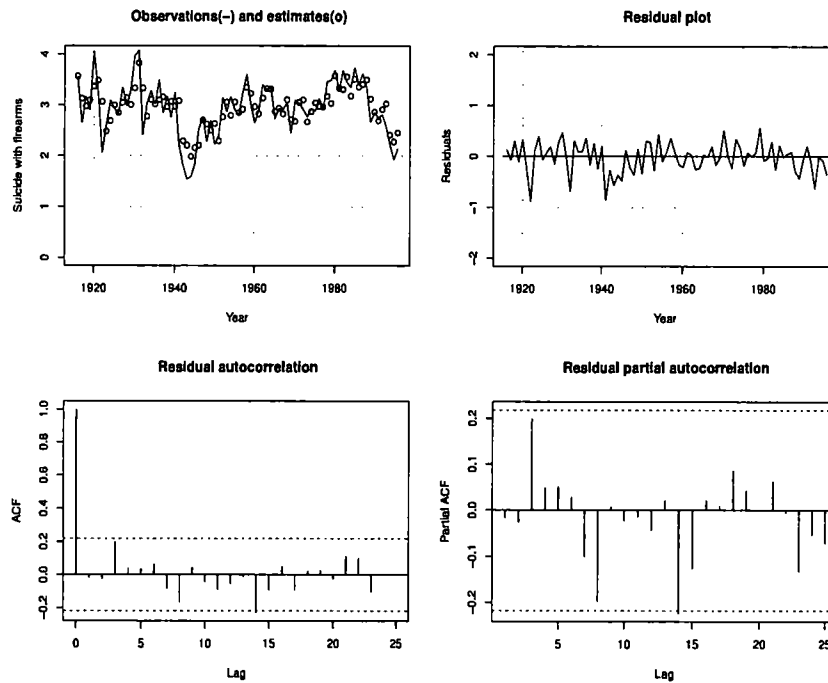 Observations(-) and estimates(o)
Suicide with firearms
4
3
2
1
0
1920 1940 1960 1980
Year
Residual plot
Residuals
2
1
0
-1
-2
1920 1940 1960 1980
Year
Residual autocorrelation
ACF
1.0
0.8
0.6
0.4
0.2
0.0
-0.2
0 5 10 15 20 25
Lag
Residual partial autocorrelation
Partial ACF
0.2
0.1
0.0
-0.1
-0.2
5 10 15 20 25
Lag